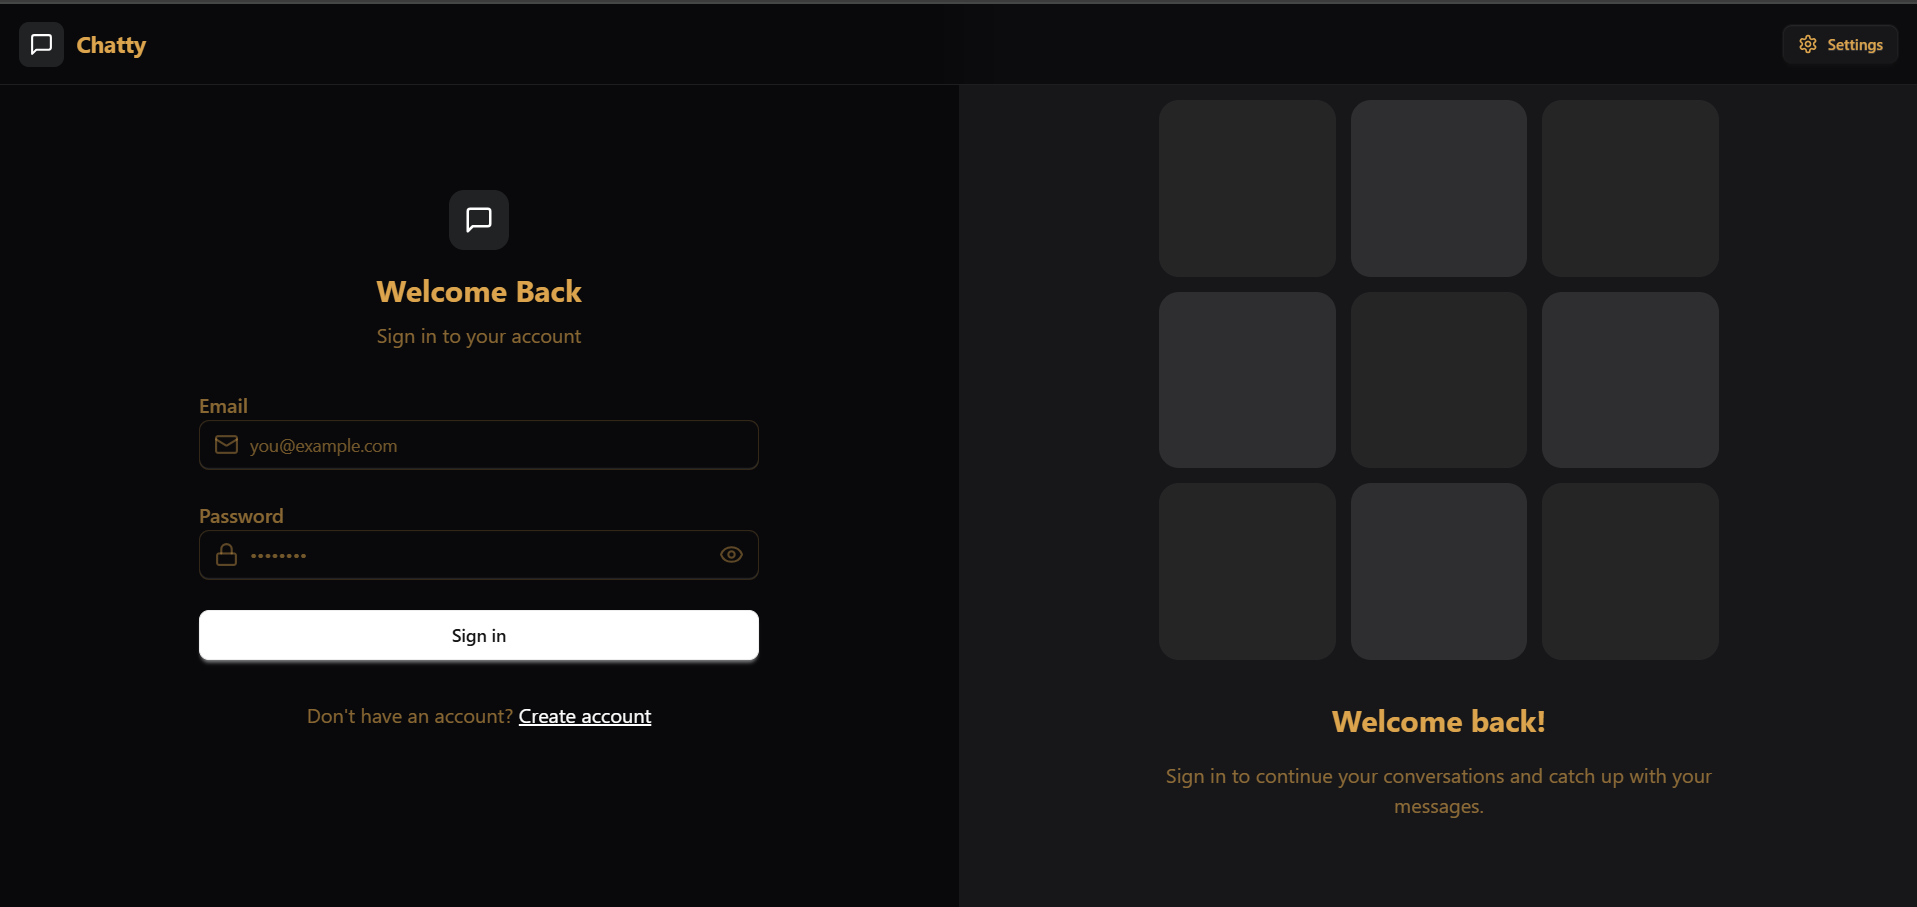 Chatty
Settings
Welcome Back
Sign in to your account
Email
you@example.com
Password
••••••••
Sign in
Don't have an account? Create account
Welcome back!
Sign in to continue your conversations and catch up with your
messages.